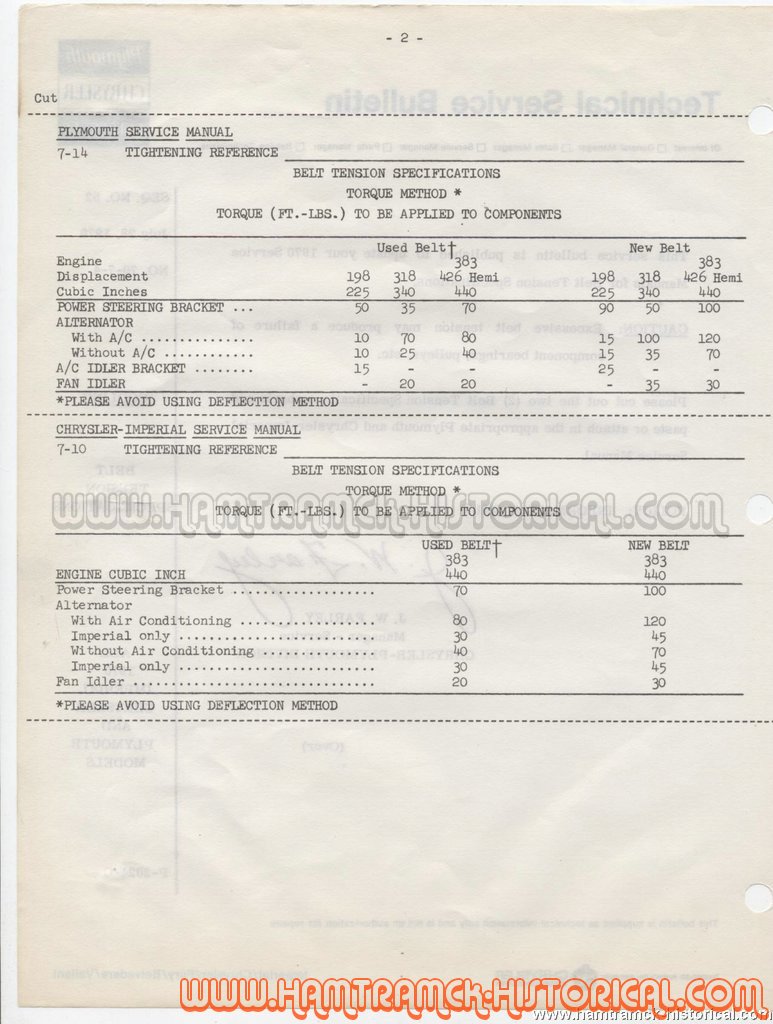 - 2 -
Cut
PLYMOUTH SERVICE MANUAL
7-14 TIGHTENING REFERENCE
BELT TENSION SPECIFICATIONS
TORQUE METHOD *
TORQUE (FT.-LBS.) TO BE APPLIED TO COMPONENTS
Used Belt† New Belt
Engine 383 383
Displacement 198 318 426 Hemi 198 318 426 Hemi
Cubic Inches 225 340 440 225 340 440
POWER STEERING BRACKET ... 50 35 70 90 50 100
ALTERNATOR
With A/C ............... 10 70 80 15 100 120
Without A/C ............ 10 25 40 15 35 70
A/C IDLER BRACKET ........ 15 - - 25 - -
FAN IDLER - 20 20 - 35 30
*PLEASE AVOID USING DEFLECTION METHOD
CHRYSLER-IMPERIAL SERVICE MANUAL
7-10 TIGHTENING REFERENCE
BELT TENSION SPECIFICATIONS
TORQUE METHOD *
WWW.HAMTRAMCK-HISTORICAL.COM
TORQUE (FT.-LBS.) TO BE APPLIED TO COMPONENTS
USED BELT† NEW BELT
383 383
ENGINE CUBIC INCH 440 440
Power Steering Bracket ..................... 70 100
Alternator
With Air Conditioning .................... 80 120
Imperial only ............................ 30 45
Without Air Conditioning ................. 40 70
Imperial only ............................ 30 45
Fan Idler .................................. 20 30
*PLEASE AVOID USING DEFLECTION METHOD
WWW.HAMTRAMCK-HISTORICAL.COM
www.hamtramck-historical.com